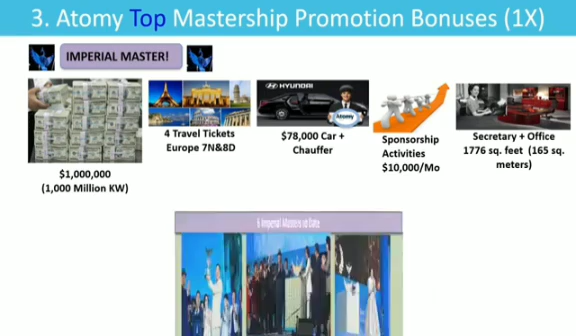 3. Atomy Top Mastership Promotion Bonuses (1X)
IMPERIAL MASTER!
HYUNDAI
Atomy
$1,000,000
(1,000 Million KW)
4 Travel Tickets
Europe 7N&8D
$78,000 Car +
Chauffer
Sponsorship
Activities
$10,000/Mo
Secretary + Office
1776 sq. feet (165 sq.
meters)
5 Imperial Masters to Date